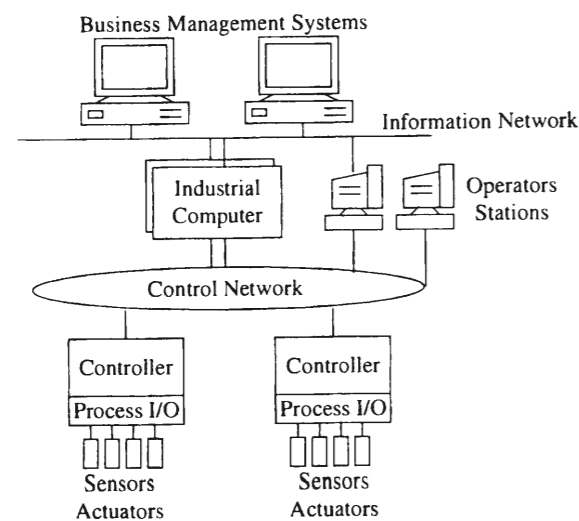 Business Management Systems
Information Network
Industrial
Computer
Operators
Stations
Control Network
Controller
Process I/O
Sensors
Actuators
Controller
Process I/O
Sensors
Actuators